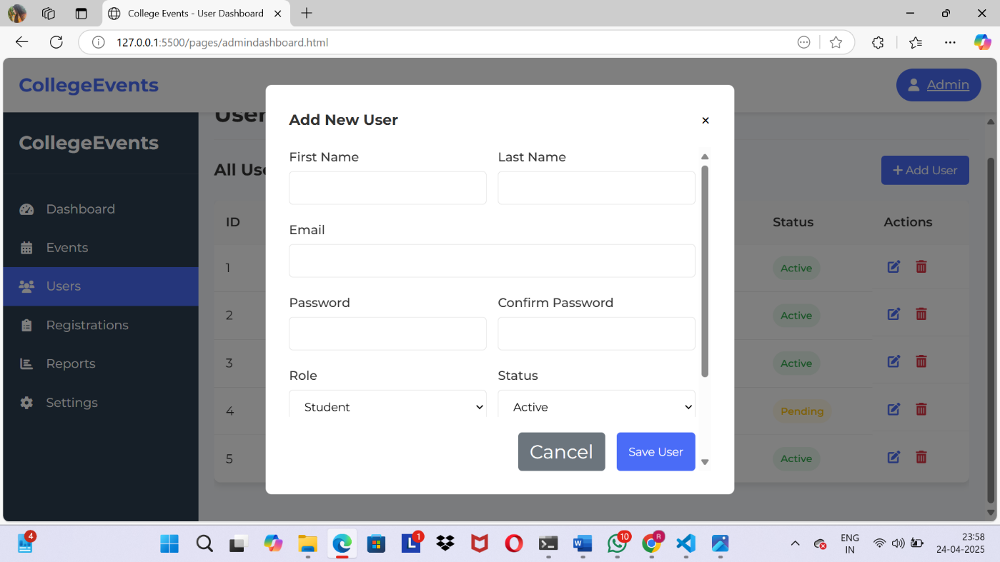 College Events - User Dashboard
127.0.0.1:5500/pages/admindashboard.html
CollegeEvents
Admin
CollegeEvents
Dashboard
Events
Users
Registrations
Reports
Settings
User
All Use
+ Add User
ID
Status
Actions
1
Active
2
Active
3
Active
4
Pending
5
Active
Add New User
×
First Name
Last Name
Email
Password
Confirm Password
Role
Status
Student
Active
Cancel
Save User
4
1
10
R
ENG
IN
23:58
24-04-2025